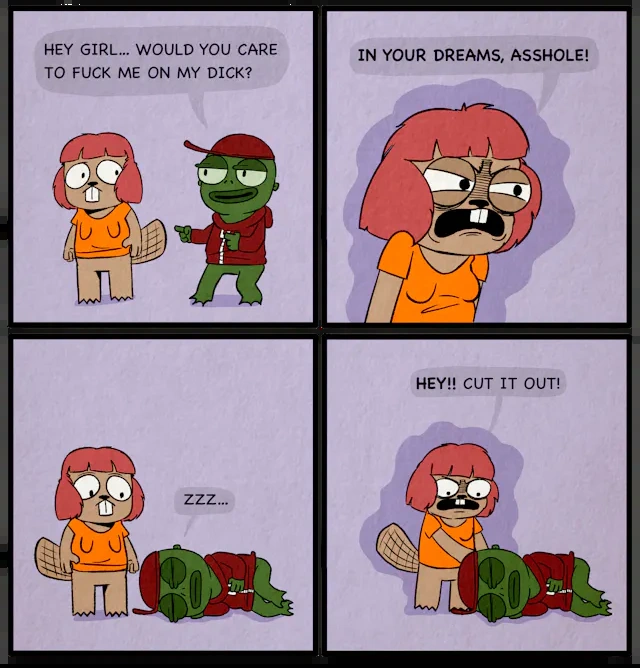 HEY GIRL... WOULD YOU CARE
TO FUCK ME ON MY DICK?
IN YOUR DREAMS, ASSHOLE!
ZZZ...
HEY!! CUT IT OUT!